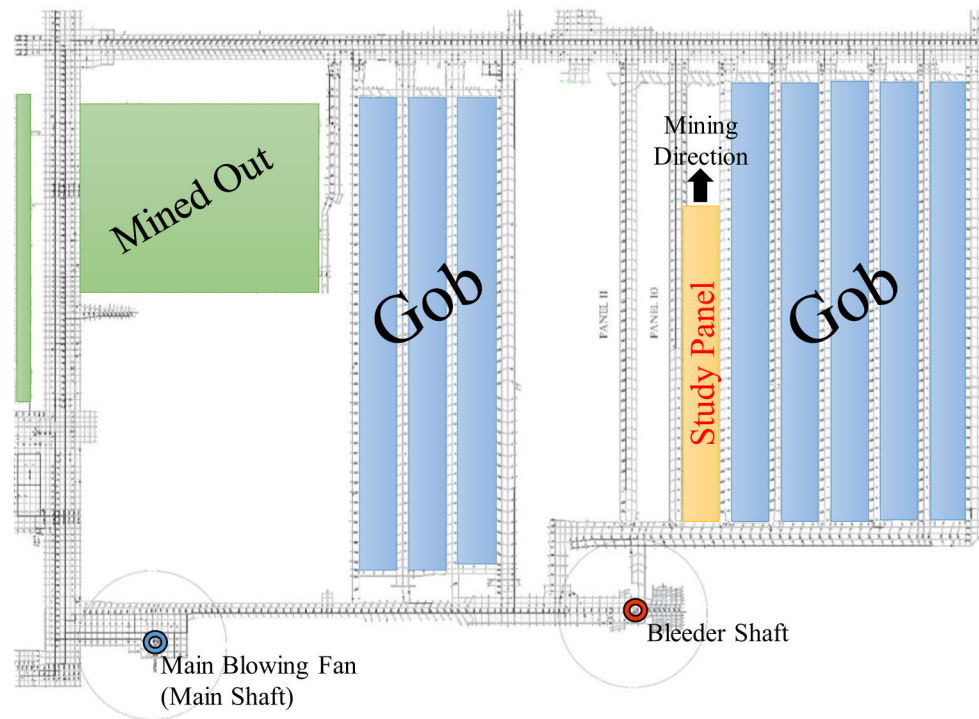 Mining
Direction
Mined Out
Gob
PANEL 11
PANEL 10
Study Panel
Gob
Bleeder Shaft
Main Blowing Fan
(Main Shaft)